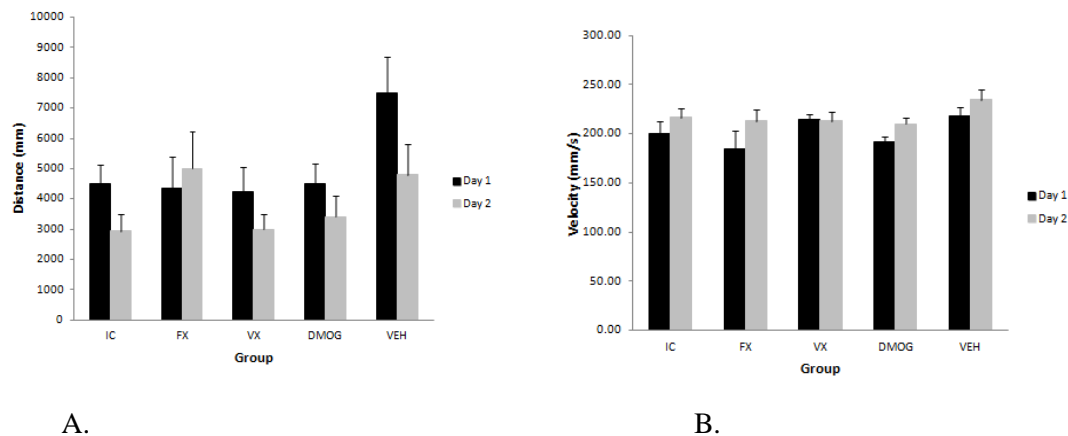 10000
9000
8000
7000
6000
5000
4000
3000
2000
1000
0
Distance (mm)
IC FX VX DMOG VEH
Group
Day 1
Day 2
A.
300.00
250.00
200.00
150.00
100.00
50.00
0.00
Velocity (mm/s)
IC FX VX DMOG VEH
Group
Day 1
Day 2
B.